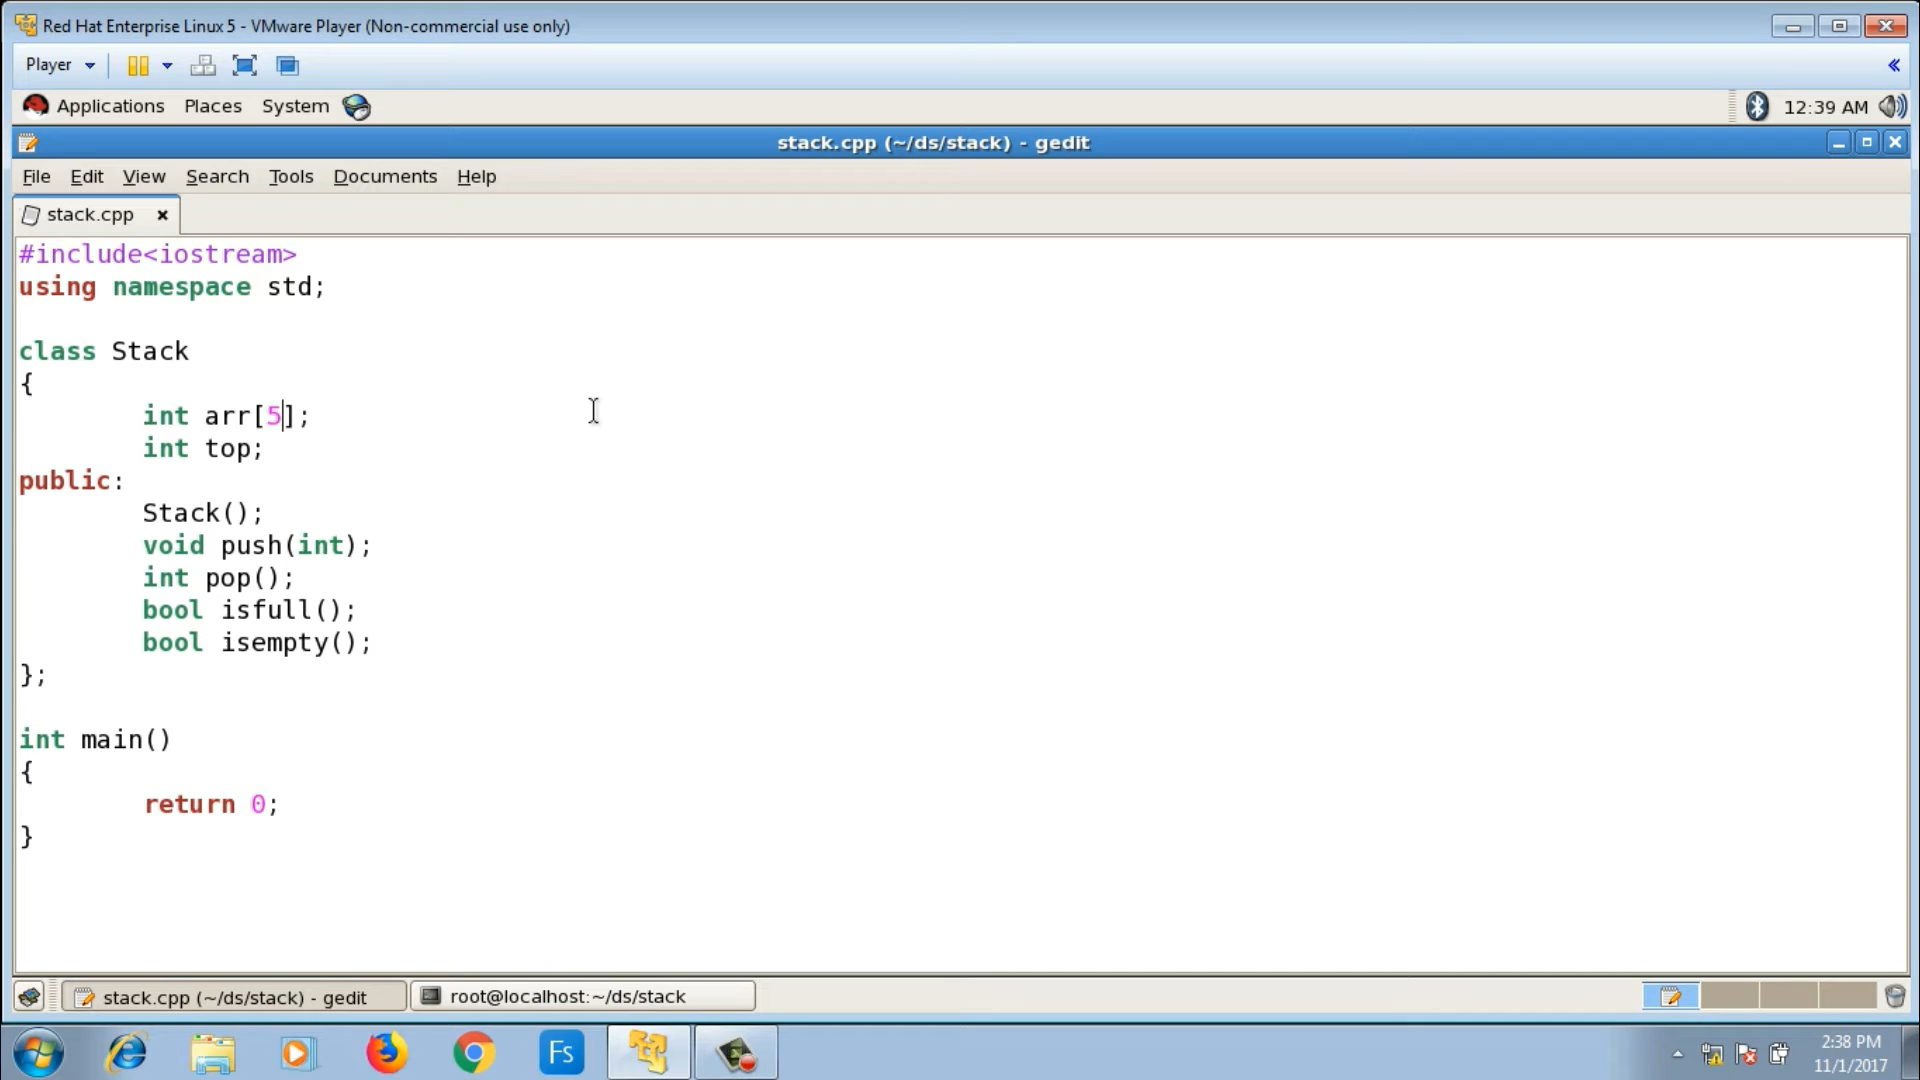 Red Hat Enterprise Linux 5 - VMware Player (Non-commercial use only)
Player
Applications Places System 12:39 AM
stack.cpp (~/ds/stack) - gedit
File Edit View Search Tools Documents Help
stack.cpp
#include<iostream>
using namespace std;
class Stack
{
int arr[5];
int top;
public:
Stack();
void push(int);
int pop();
bool isfull();
bool isempty();
};
int main()
{
return 0;
}
stack.cpp (~/ds/stack) - gedit root@localhost:~/ds/stack
Fs
2:38 PM
11/1/2017